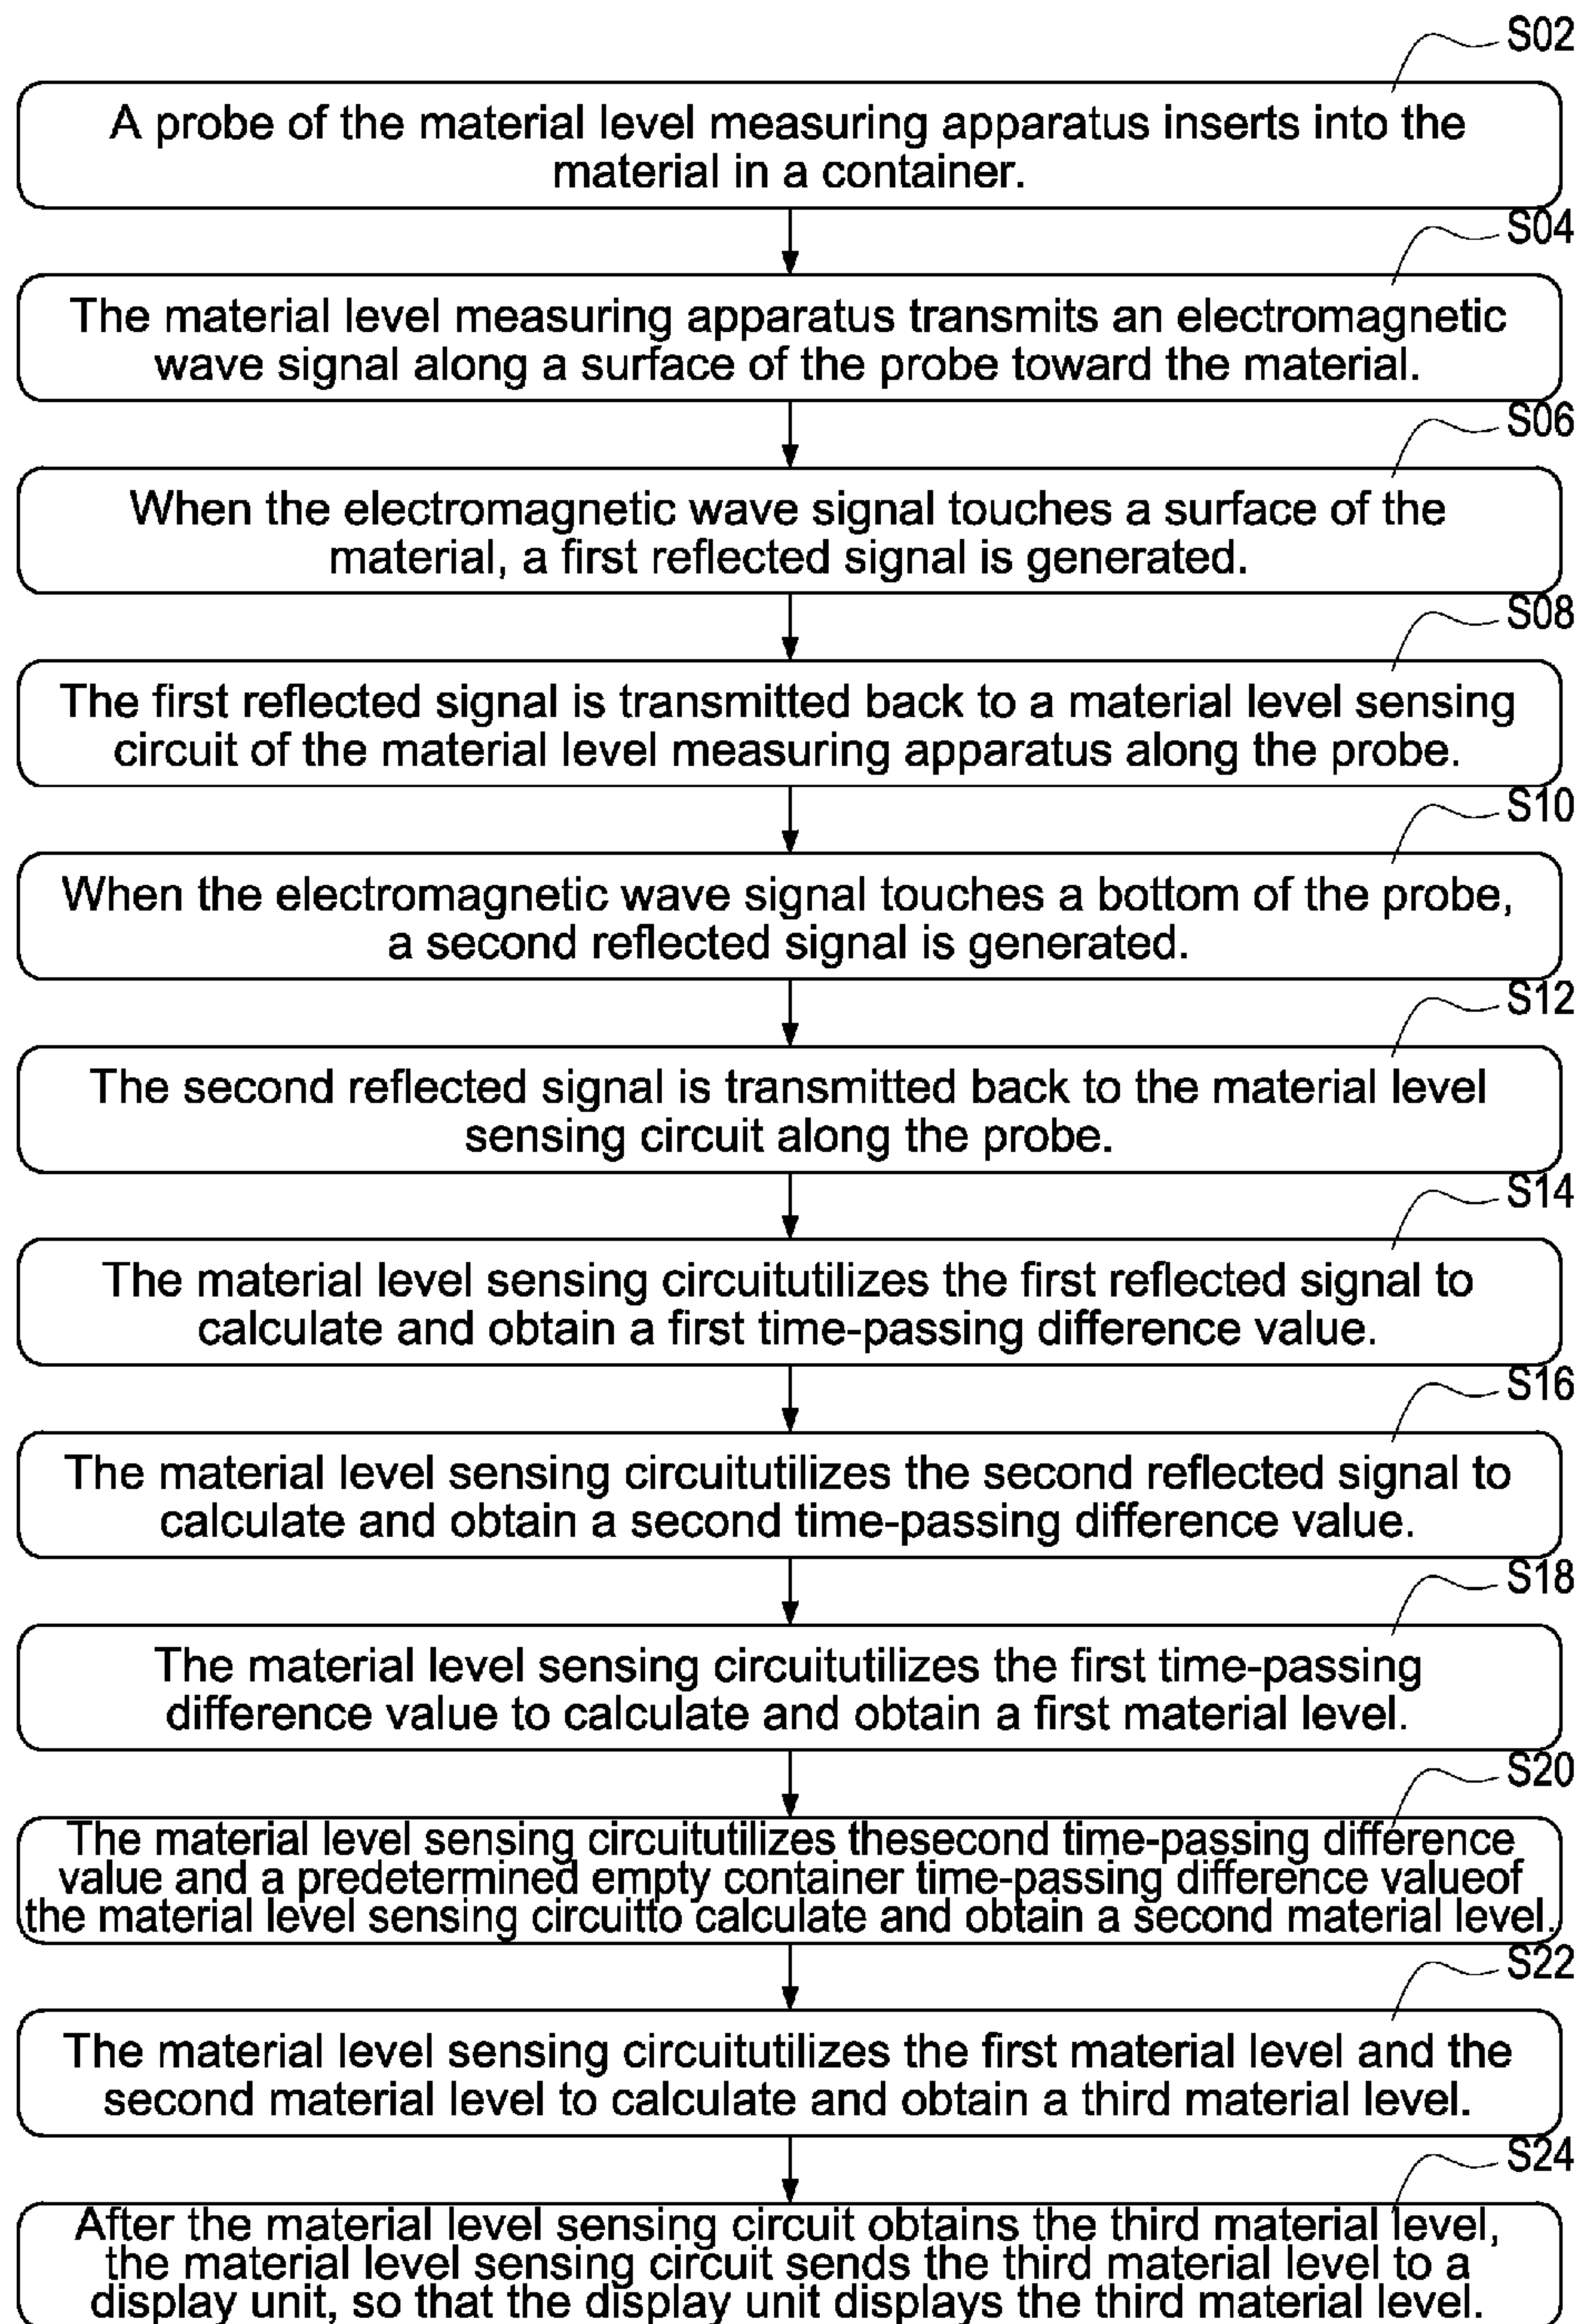 S02
A probe of the material level measuring apparatus inserts into the
material in a container.
S04
The material level measuring apparatus transmits an electromagnetic
wave signal along a surface of the probe toward the material.
S06
When the electromagnetic wave signal touches a surface of the
material, a first reflected signal is generated.
S08
The first reflected signal is transmitted back to a material level sensing
circuit of the material level measuring apparatus along the probe.
S10
When the electromagnetic wave signal touches a bottom of the probe,
a second reflected signal is generated.
S12
The second reflected signal is transmitted back to the material level
sensing circuit along the probe.
S14
The material level sensing circuitutilizes the first reflected signal to
calculate and obtain a first time-passing difference value.
S16
The material level sensing circuitutilizes the second reflected signal to
calculate and obtain a second time-passing difference value.
S18
The material level sensing circuitutilizes the first time-passing
difference value to calculate and obtain a first material level.
S20
The material level sensing circuitutilizes thesecond time-passing difference
value and a predetermined empty container time-passing difference valueof
the material level sensing circuitto calculate and obtain a second material level.
S22
The material level sensing circuitutilizes the first material level and the
second material level to calculate and obtain a third material level.
S24
After the material level sensing circuit obtains the third material level,
the material level sensing circuit sends the third material level to a
display unit, so that the display unit displays the third material level.